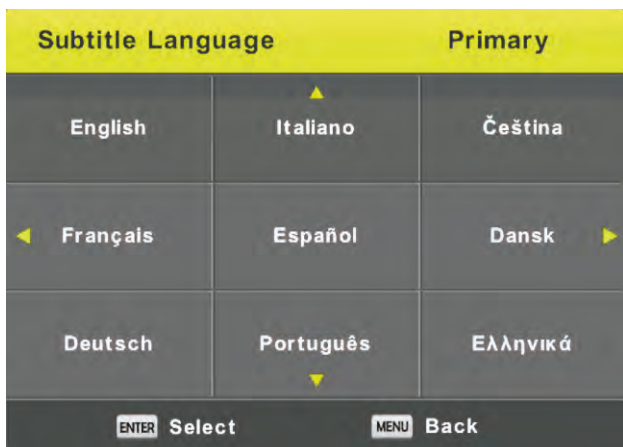 Subtitle Language Primary
English Italiano Čeština
Français Español Dansk
Deutsch Português Ελληνικά
ENTER Select MENU Back